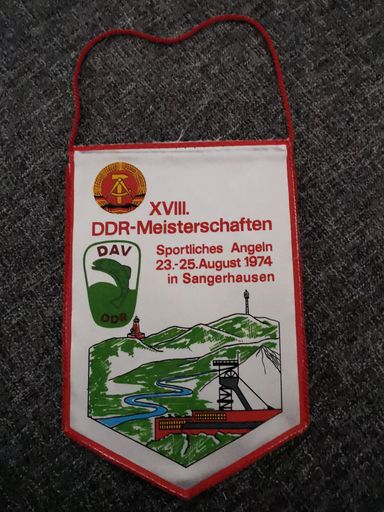 XVIII.
DDR-Meisterschaften
DAV
DDR
Sportliches Angeln
23.-25. August 1974
in Sangerhausen